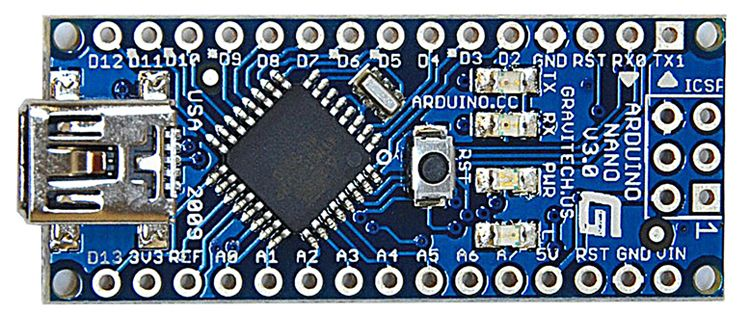 D12 D11 D10 D9 D8 D7 D6 D5 D4 D3 D2 GND RST RX0 TX1
ICSP
TX
RX
PWR
L
ARDUINO.CC
RST
GRAVITECH.US
ARDUINO
NANO
V3.0
USA 2009
1
D13 3V3 REF A0 A1 A2 A3 A4 A5 A6 A7 5V RST GND VIN